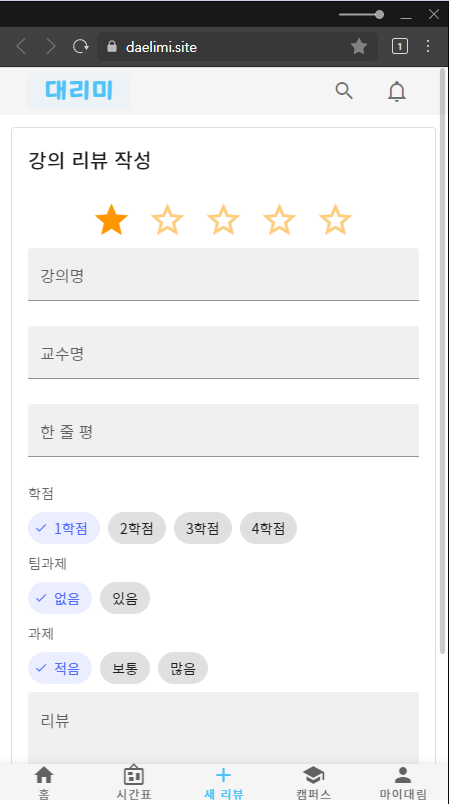 daelimi.site
1
대리미
강의 리뷰 작성
강의명
교수명
한 줄 평
학점
1학점 2학점 3학점 4학점
팀과제
없음 있음
과제
적음 보통 많음
리뷰
홈 시간표 새 리뷰 캠퍼스 마이대림